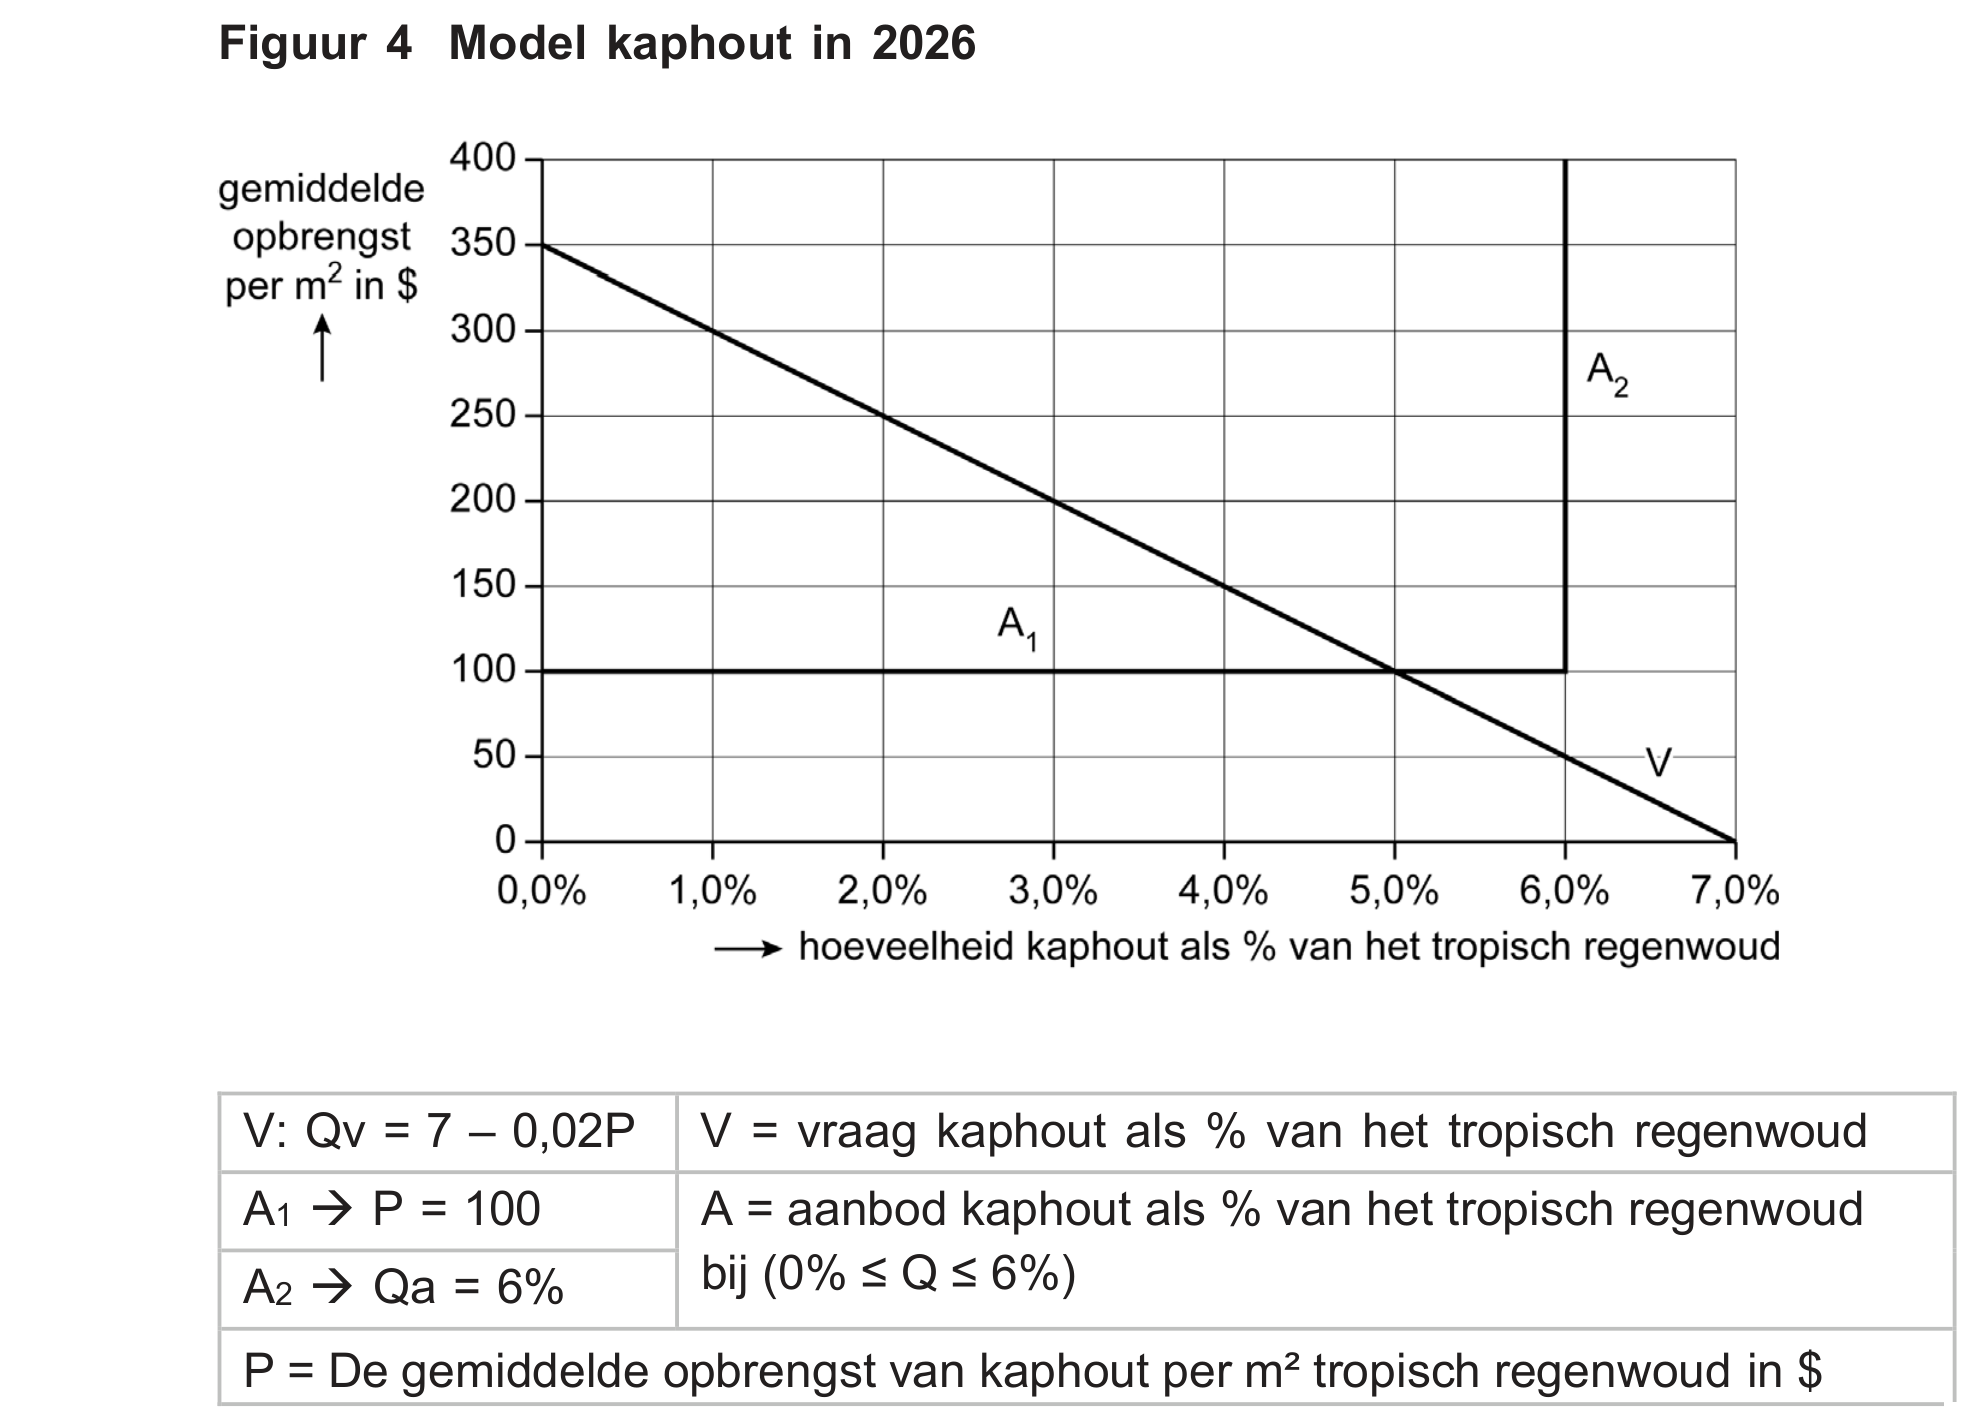 Figuur 4 Model kaphout in 2026
gemiddelde
opbrengst
per m² in $
400
350
300
250
200
150
100
50
0
A₂
A₁
V
0,0% 1,0% 2,0% 3,0% 4,0% 5,0% 6,0% 7,0%
hoeveelheid kaphout als % van het tropisch regenwoud
V: Qv = 7 – 0,02P
V = vraag kaphout als % van het tropisch regenwoud
A₁ → P = 100
A = aanbod kaphout als % van het tropisch regenwoud
bij (0% ≤ Q ≤ 6%)
A₂ → Qa = 6%
P = De gemiddelde opbrengst van kaphout per m² tropisch regenwoud in $